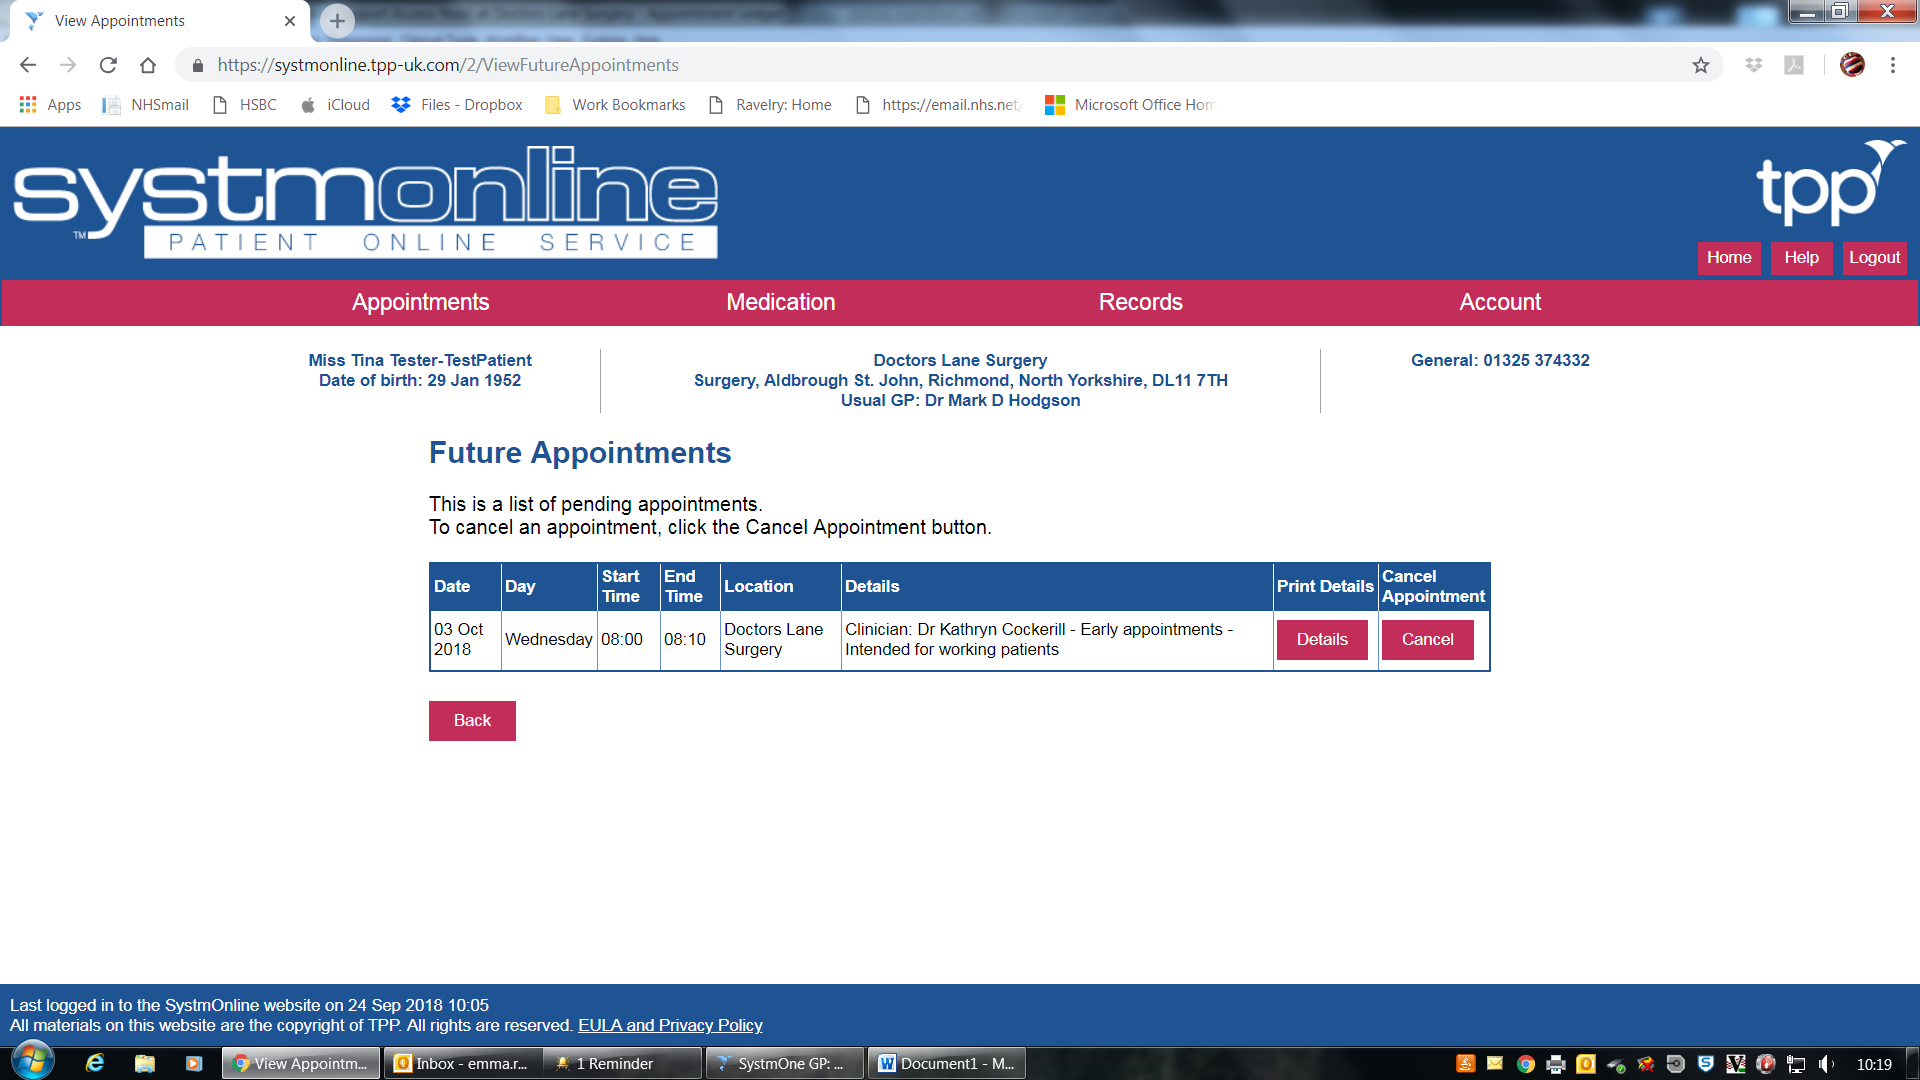 View Appointments
https://systmonline.tpp-uk.com/2/ViewFutureAppointments
Apps NHSmail HSBC iCloud Files - Dropbox Work Bookmarks Ravelry: Home https://email.nhs.net/ Microsoft Office Hom
systmonline
TM
PATIENT ONLINE SERVICE
tpp
Home Help Logout
Appointments Medication Records Account
Miss Tina Tester-TestPatient
Date of birth: 29 Jan 1952
Doctors Lane Surgery
Surgery, Aldbrough St. John, Richmond, North Yorkshire, DL11 7TH
Usual GP: Dr Mark D Hodgson
General: 01325 374332
Future Appointments
This is a list of pending appointments.
To cancel an appointment, click the Cancel Appointment button.
Date Day Start Time End Time Location Details Print Details Cancel Appointment
03 Oct 2018 Wednesday 08:00 08:10 Doctors Lane Surgery Clinician: Dr Kathryn Cockerill - Early appointments - Intended for working patients Details Cancel
Back
Last logged in to the SystmOnline website on 24 Sep 2018 10:05
All materials on this website are the copyright of TPP. All rights are reserved. EULA and Privacy Policy
View Appointm... Inbox - emma.r... 1 Reminder SystmOne GP: ... Document1 - M... 10:19